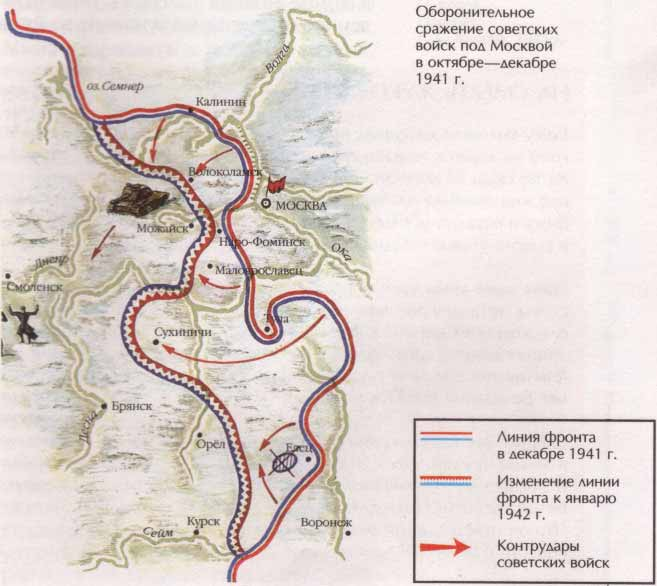 Оборонительное
сражение советских
войск под Москвой
в октябре—декабре
1941 г.
оз. Семнер
Волга
Калинин
Волоколамск
МОСКВА
Можайск
Наро-Фоминск
Ока
Днепр
Малоярославец
Смоленск
Тула
Сухиничи
Брянск
Десна
Орёл
Елец
Курск
Воронеж
Сейм
Линия фронта
в декабре 1941 г.
Изменение линии
фронта к январю
1942 г.
Контрудары
советских войск